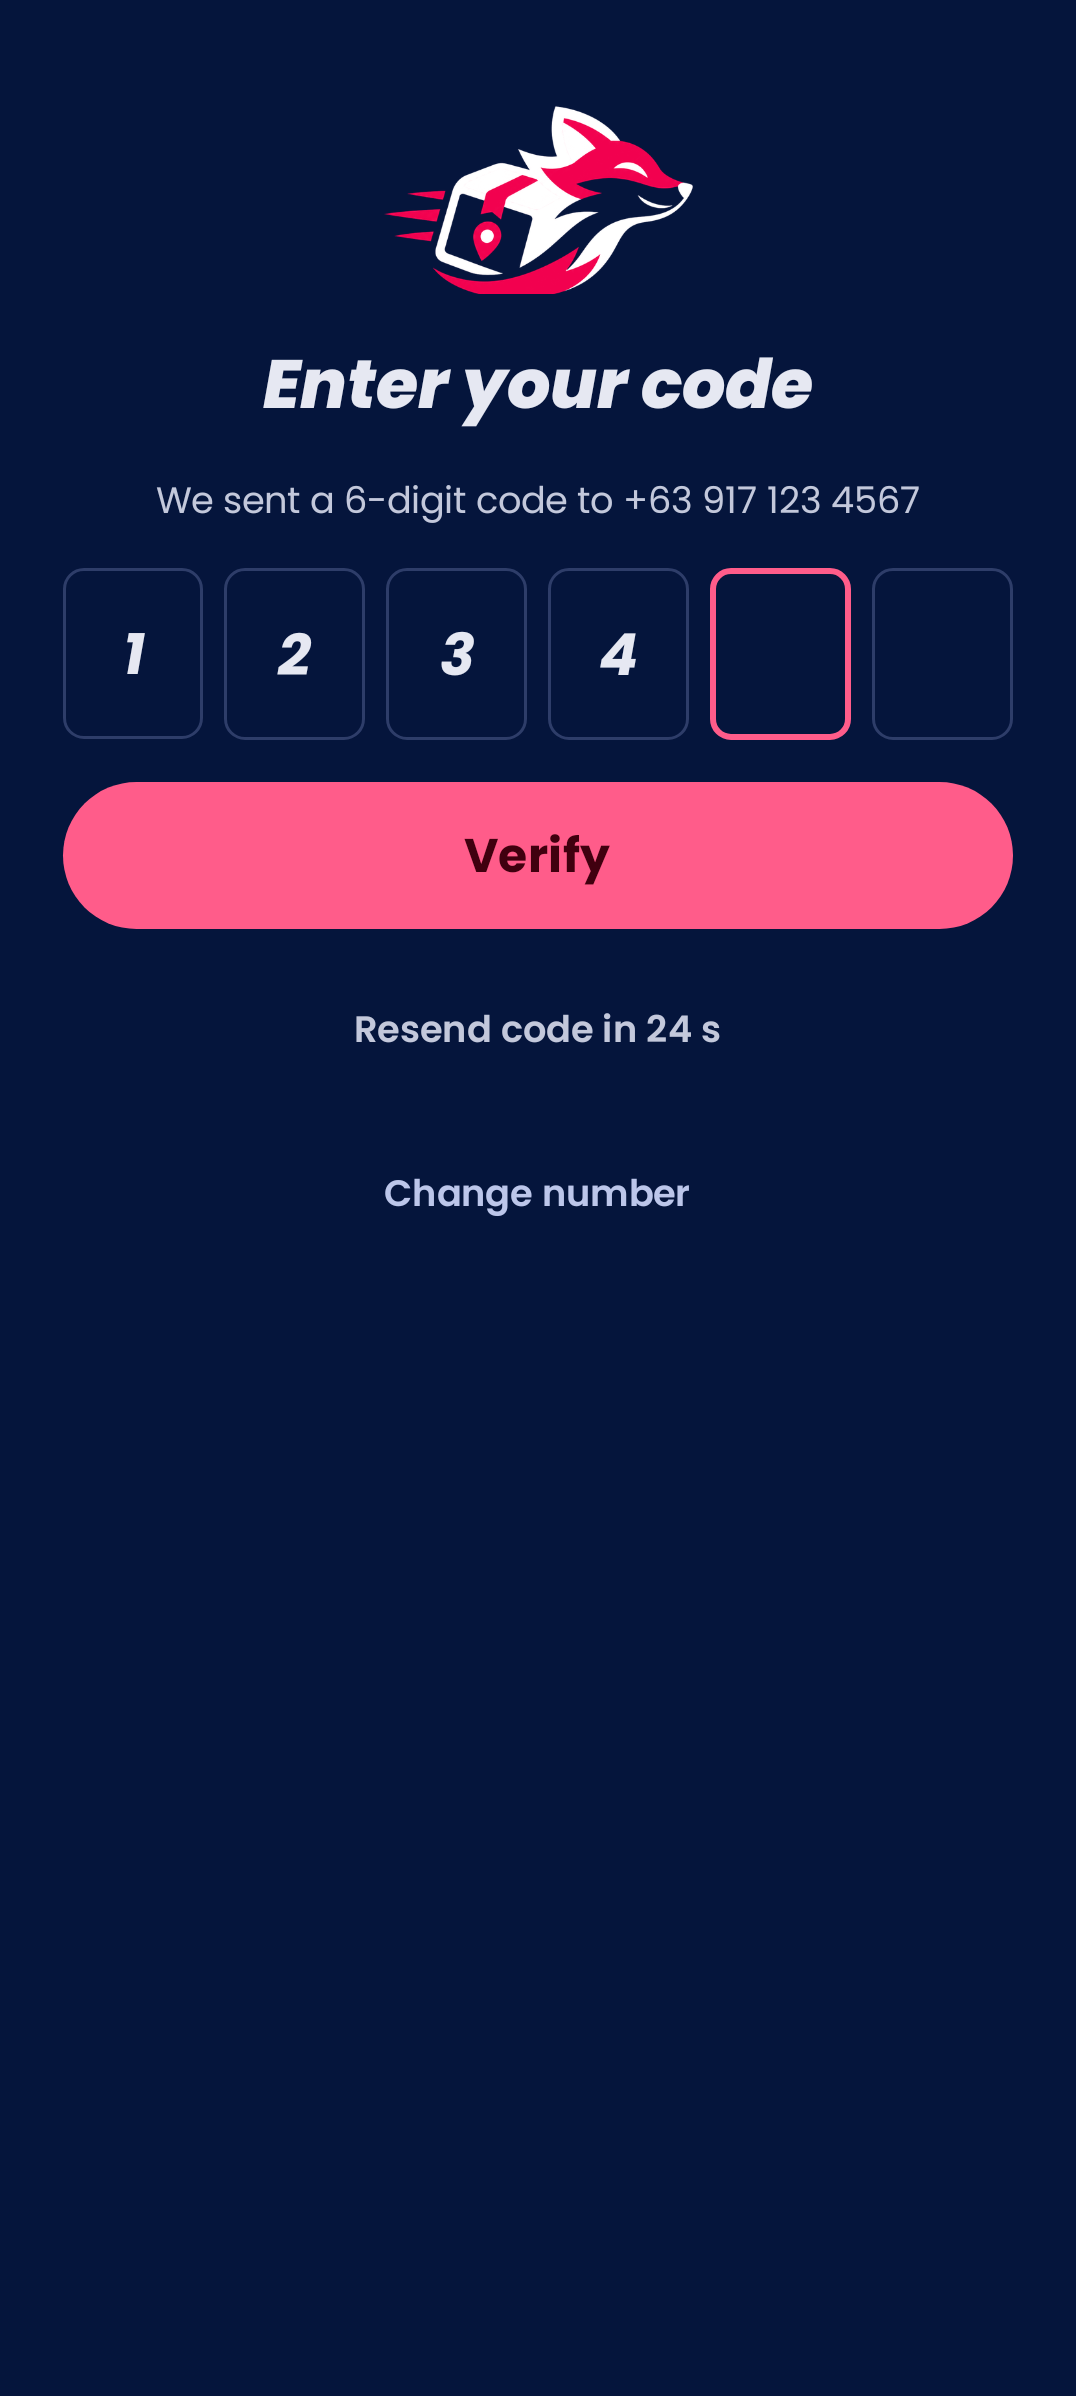 Enter your code
We sent a 6-digit code to +63 917 123 4567
1 2 3 4
Verify
Resend code in 24 s
Change number